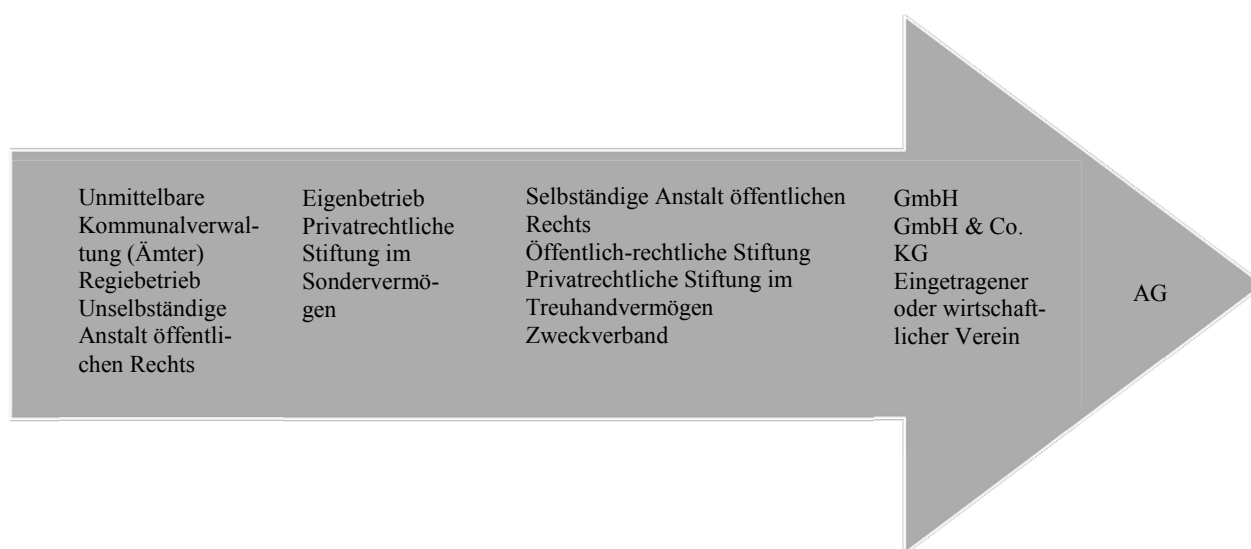 Unmittelbare
Kommunalverwal-
tung (Ämter)
Regiebetrieb
Unselbständige
Anstalt öffentli-
chen Rechts
Eigenbetrieb
Privatrechtliche
Stiftung im
Sondervermö-
gen
Selbständige Anstalt öffentlichen
Rechts
Öffentlich-rechtliche Stiftung
Privatrechtliche Stiftung im
Treuhandvermögen
Zweckverband
GmbH
GmbH & Co.
KG
Eingetragener
oder wirtschaft-
licher Verein
AG